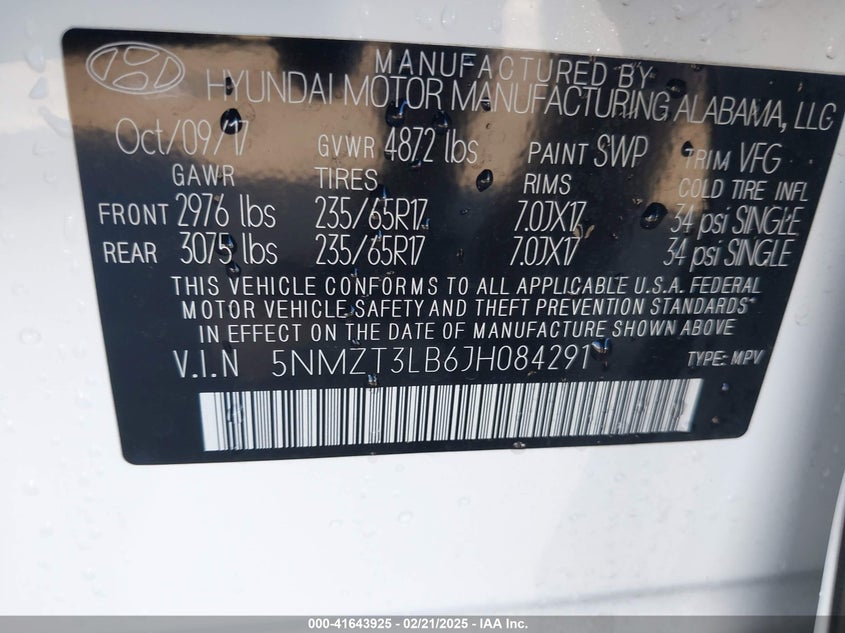 MANUFACTURED BY
HYUNDAI MOTOR MANUFACTURING ALABAMA, LLC
Oct/09/17 GVWR 4872 lbs PAINT SWP TRIM VFG
GAWR TIRES RIMS COLD TIRE INFL
FRONT 2976 lbs 235/65R17 7.0JX17 34 psi SINGLE
REAR 3075 lbs 235/65R17 7.0JX17 34 psi SINGLE
THIS VEHICLE CONFORMS TO ALL APPLICABLE U.S.A. FEDERAL
MOTOR VEHICLE SAFETY AND THEFT PREVENTION STANDARDS
IN EFFECT ON THE DATE OF MANUFACTURE SHOWN ABOVE
V.I.N 5NMZT3LB6JH084291 TYPE: MPV
000-41643925 - 02/21/2025 - IAA Inc.